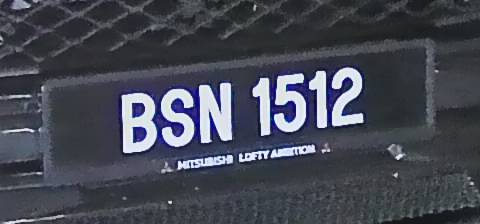 BSN 1512
MITSUBISHI LOFTY AMBITION